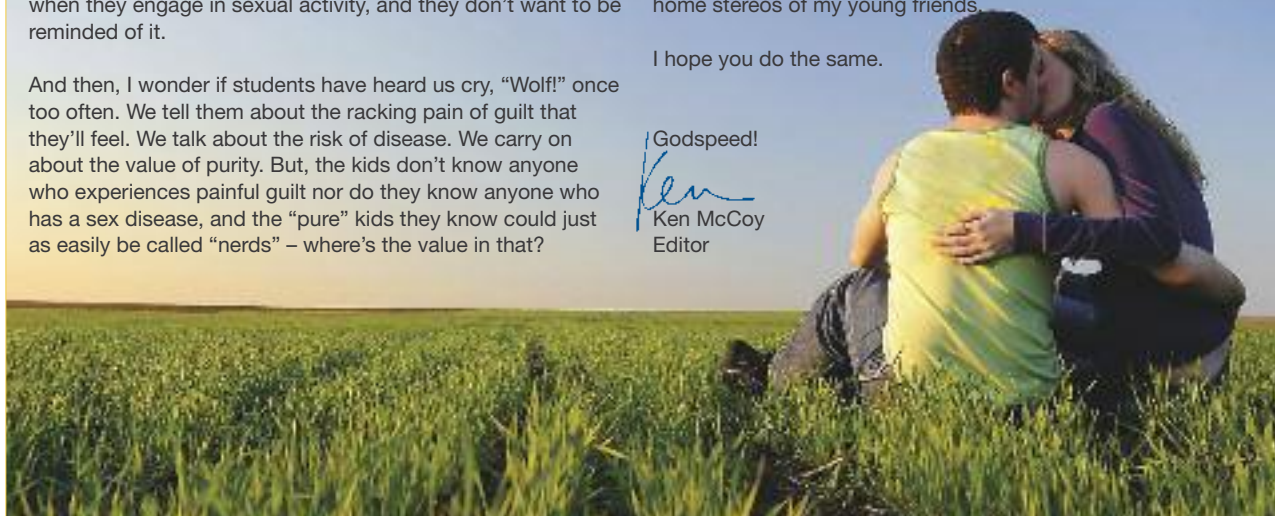 when they engage in sexual activity, and they don't want to be
reminded of it.
And then, I wonder if students have heard us cry, “Wolf!” once
too often. We tell them about the racking pain of guilt that
they'll feel. We talk about the risk of disease. We carry on
about the value of purity. But, the kids don't know anyone
who experiences painful guilt nor do they know anyone who
has a sex disease, and the “pure” kids they know could just
as easily be called “nerds” – where's the value in that?
home stereos of my young friends.
I hope you do the same.
Godspeed!
Ken
Ken McCoy
Editor